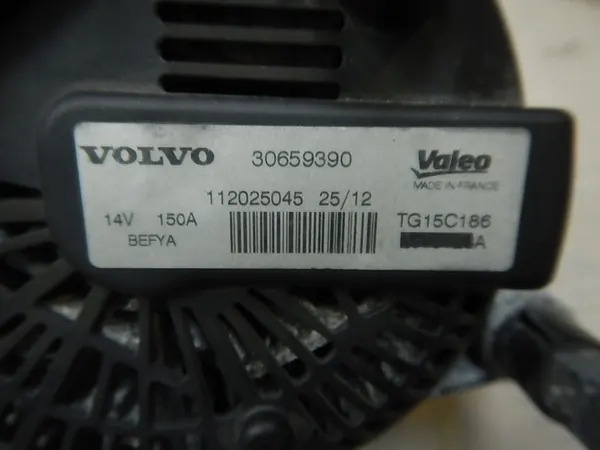 VOLVO 30659390 Valeo
MADE IN FRANCE
112025045 25/12
14V 150A TG15C186
BEFYA A